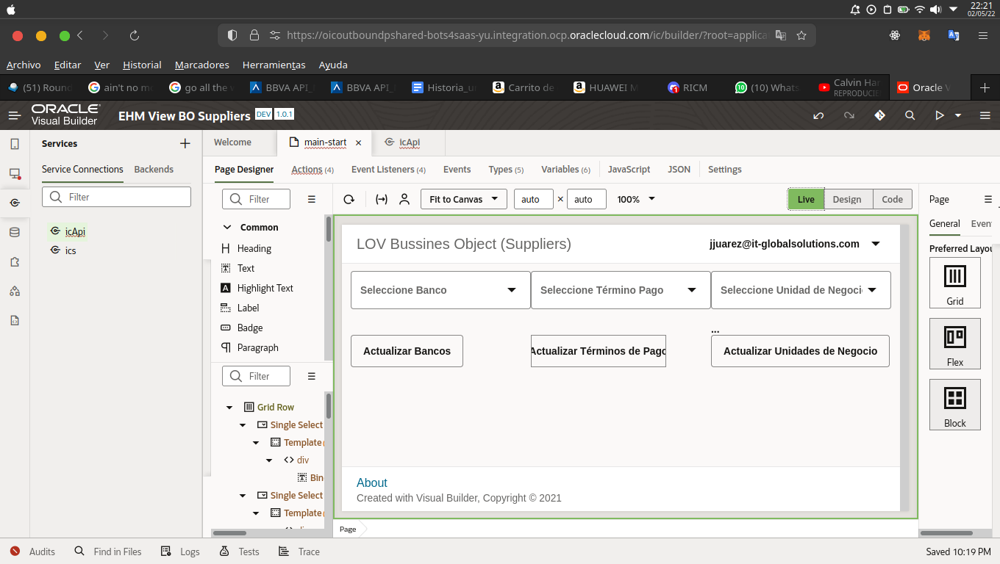 22:21
02/05/22
https://oicoutboundpshared-bots4saas-yu.integration.ocp.oraclecloud.com/ic/builder/?root=applica
Archivo Editar Ver Historial Marcadores Herramientas Ayuda
(51) Round ain't no m go all the w BBVA API_ BBVA API_ Historia_u Carrito de HUAWEI M RICM (10) Whats Calvin Har Oracle V
REPRODUCIE
ORACLE
Visual Builder
EHM View BO Suppliers DEV 1.0.1
Services
Welcome main-start icApi
Service Connections Backends
Page Designer Actions (4) Event Listeners (4) Events Types (5) Variables (6) JavaScript JSON Settings
Filter
Filter
Fit to Canvas auto × auto 100% Live Design Code
Page
icApi
ics
Common
Heading
Text
Highlight Text
Label
Badge
Paragraph
Filter
Grid Row
Single Select
Template
div
Bin
Single Select
Template
LOV Bussines Object (Suppliers)
jjuarez@it-globalsolutions.com
Seleccione Banco Seleccione Término Pago Seleccione Unidad de Negocio
...
Actualizar Bancos Actualizar Términos de Pago Actualizar Unidades de Negocio
About
Created with Visual Builder, Copyright © 2021
Page
General Even
Preferred Layou
Grid
Flex
Block
Audits Find in Files Logs Tests Trace
Saved 10:19 PM